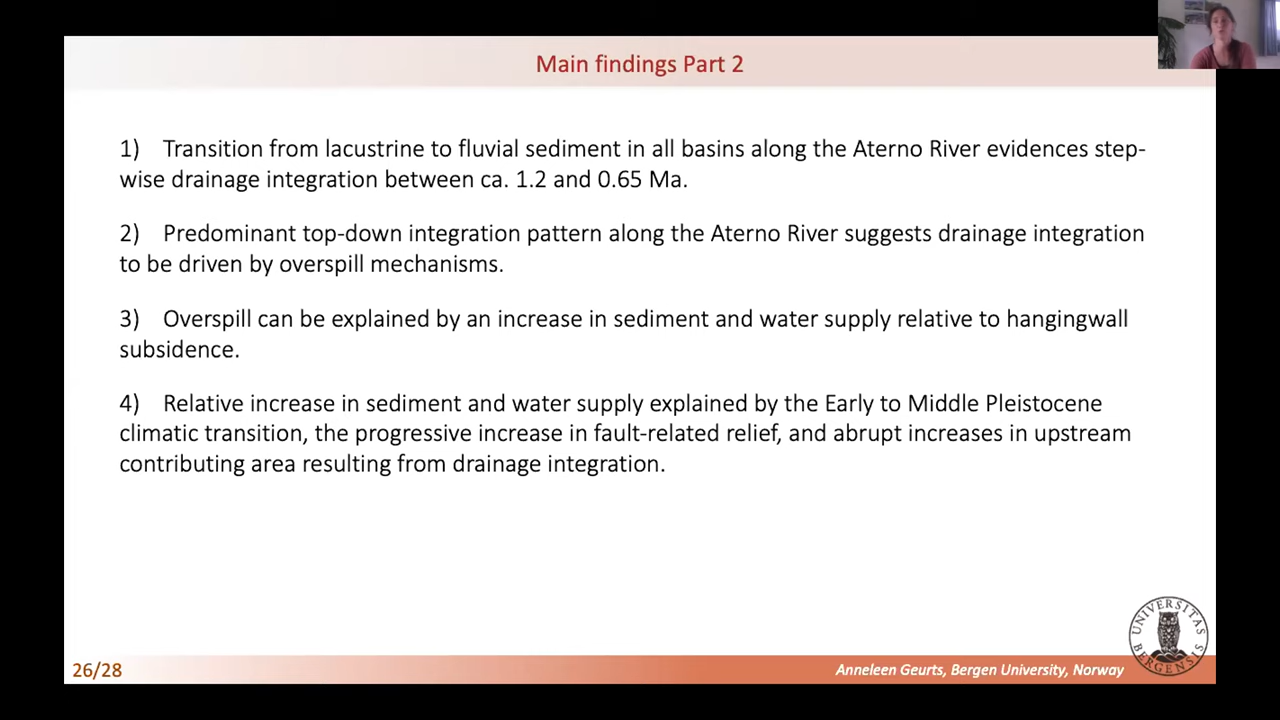 Main findings Part 2
1) Transition from lacustrine to fluvial sediment in all basins along the Aterno River evidences step-
wise drainage integration between ca. 1.2 and 0.65 Ma.
2) Predominant top-down integration pattern along the Aterno River suggests drainage integration
to be driven by overspill mechanisms.
3) Overspill can be explained by an increase in sediment and water supply relative to hangingwall
subsidence.
4) Relative increase in sediment and water supply explained by the Early to Middle Pleistocene
climatic transition, the progressive increase in fault-related relief, and abrupt increases in upstream
contributing area resulting from drainage integration.
UNIVERSITAS
BERGENSIS
26/28
Anneleen Geurts, Bergen University, Norway